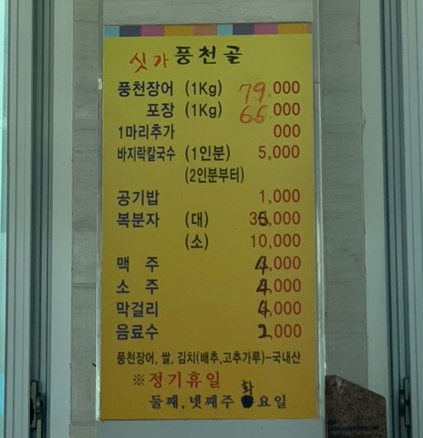 싯가 풍천골
풍천장어 (1Kg) 79,000
포장 (1Kg) 65,000
1마리추가 000
바지락칼국수 (1인분) 5,000
(2인분부터)
공기밥 1,000
복분자 (대) 35,000
(소) 10,000
맥 주 4,000
소 주 4,000
막걸리 4,000
음료수 2,000
풍천장어, 쌀, 김치(배추,고추가루)-국내산
※정기휴일
둘째,넷째주 화요일